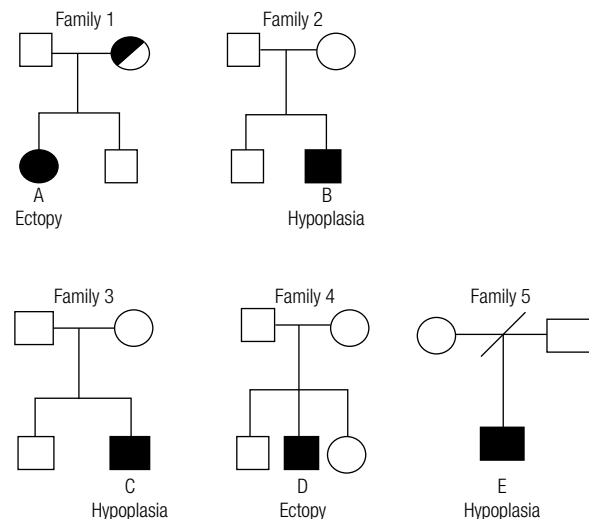 Family 1
Family 2
A
Ectopy
B
Hypoplasia
Family 3
Family 4
Family 5
C
Hypoplasia
D
Ectopy
E
Hypoplasia